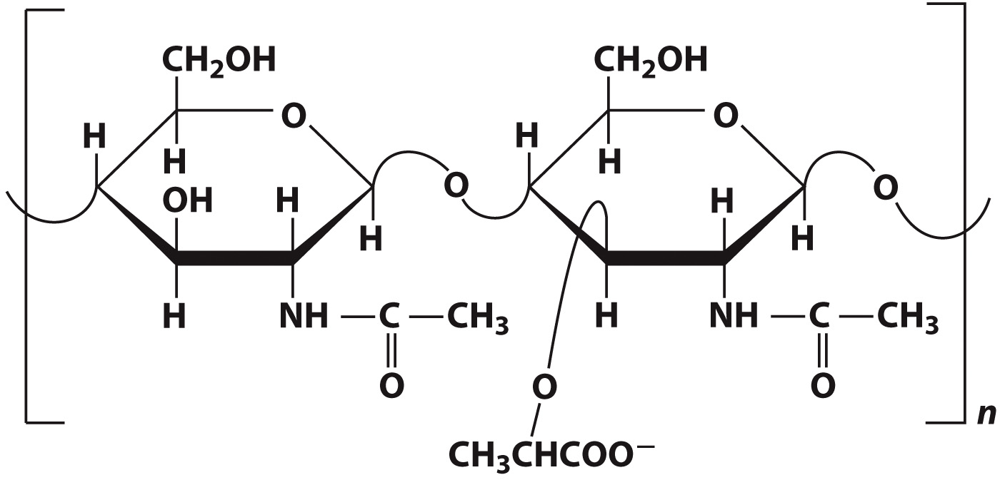 CH₂OH CH₂OH
H O H O
H H
OH H O H O
H H
H NH — C — CH₃ H NH — C — CH₃
O O O
n
CH₃CHCOO⁻